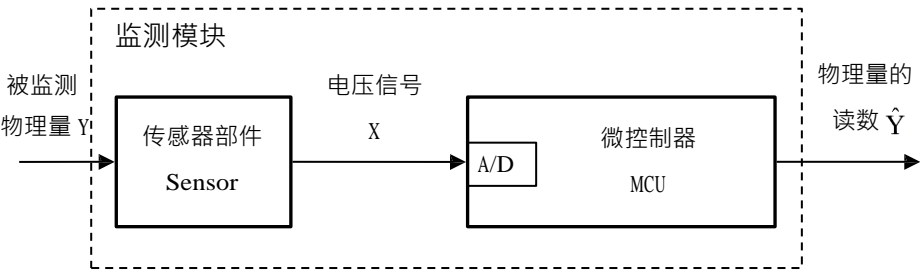 监测模块
被监测
物理量 Y
传感器部件
Sensor
电压信号
X
A/D
微控制器
MCU
物理量的
读数 Ŷ